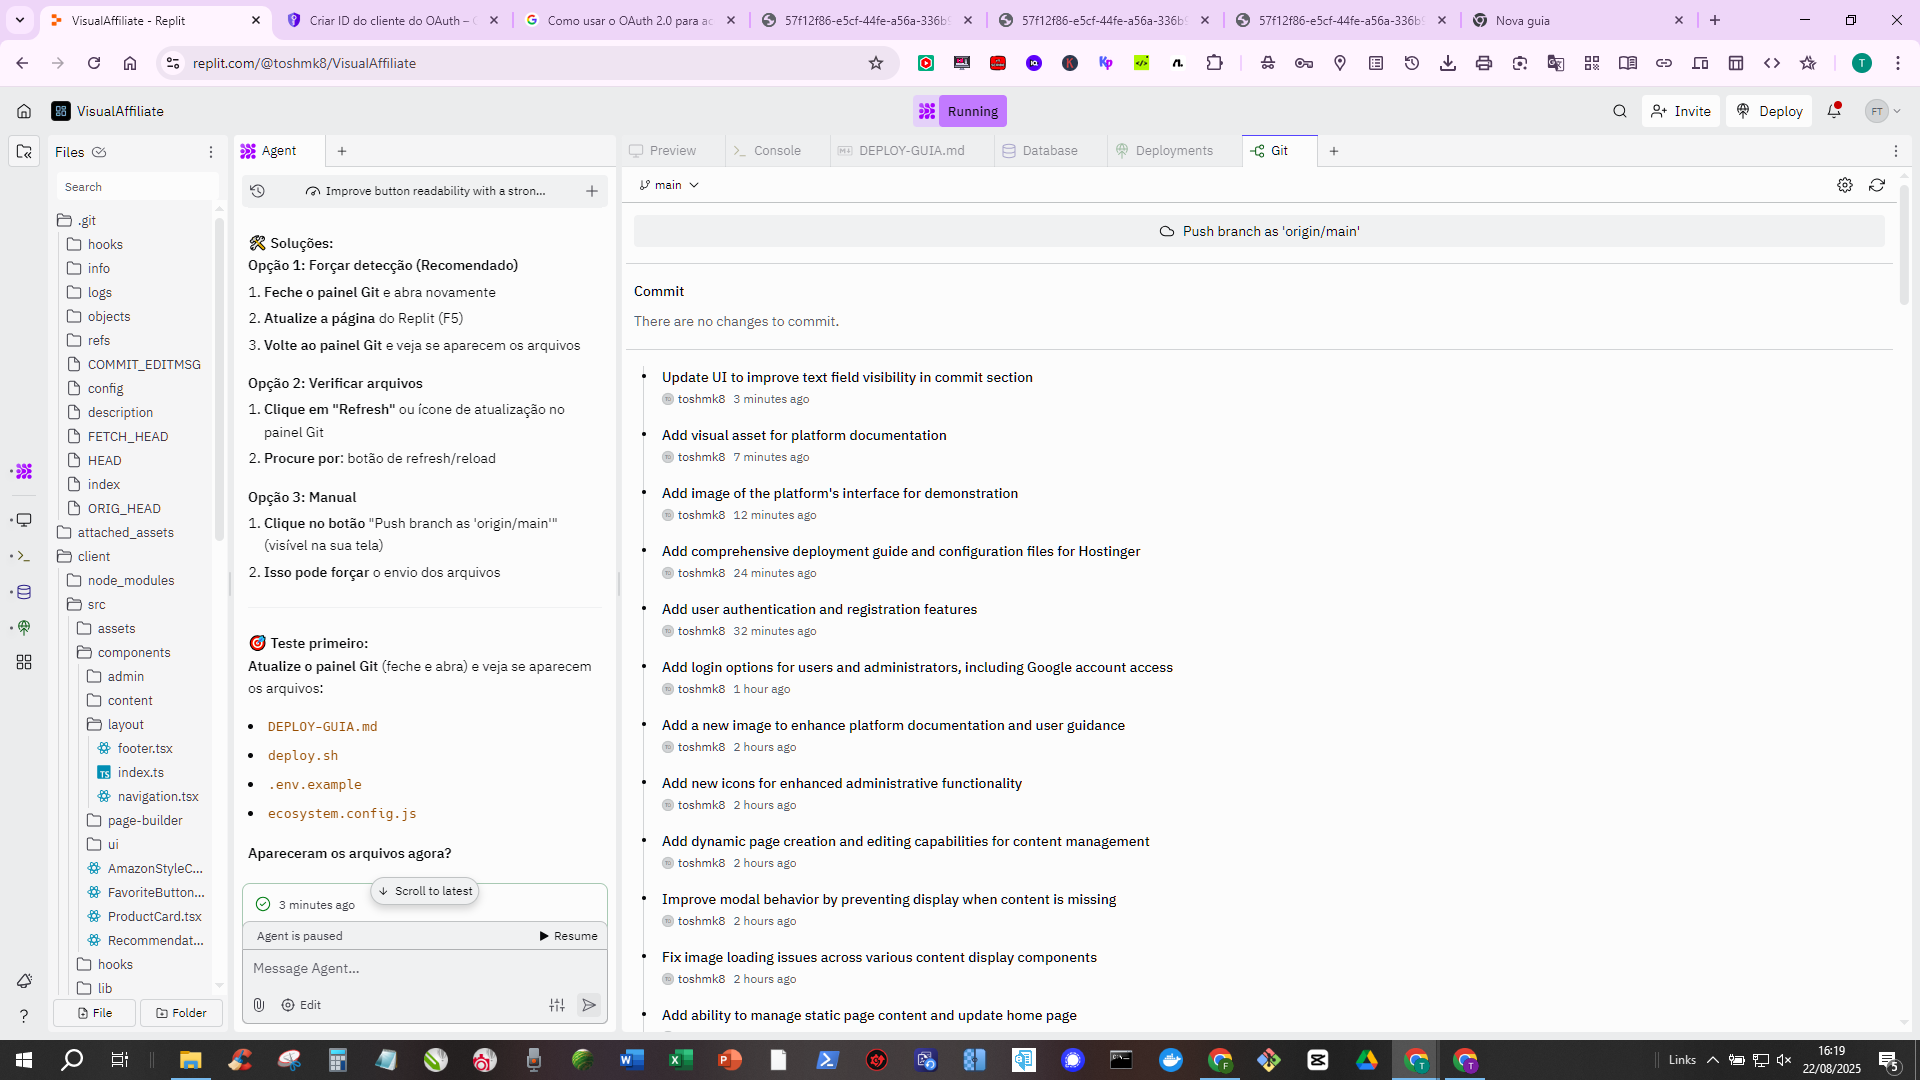 VisualAffiliate - Replit
Criar ID do cliente do OAuth –
Como usar o OAuth 2.0 para ac
57f12f86-e5cf-44fe-a56a-336b
57f12f86-e5cf-44fe-a56a-336b
57f12f86-e5cf-44fe-a56a-336b
Nova guia
replit.com/@toshmk8/VisualAffiliate
T
VisualAffiliate
Running
Invite
Deploy
FT
Files
Search
.git
hooks
info
logs
objects
refs
COMMIT_EDITMSG
config
description
FETCH_HEAD
HEAD
index
ORIG_HEAD
attached_assets
client
node_modules
src
assets
components
admin
content
layout
footer.tsx
index.ts
navigation.tsx
page-builder
ui
AmazonStyleC...
FavoriteButton...
ProductCard.tsx
Recommendat...
hooks
lib
File
Folder
Agent
Improve button readability with a stron...
🛠️ Soluções:
Opção 1: Forçar detecção (Recomendado)
1. Feche o painel Git e abra novamente
2. Atualize a página do Replit (F5)
3. Volte ao painel Git e veja se aparecem os arquivos
Opção 2: Verificar arquivos
1. Clique em "Refresh" ou ícone de atualização no
painel Git
2. Procure por: botão de refresh/reload
Opção 3: Manual
1. Clique no botão "Push branch as 'origin/main'"
(visível na sua tela)
2. Isso pode forçar o envio dos arquivos
🎯 Teste primeiro:
Atualize o painel Git (feche e abra) e veja se aparecem
os arquivos:
• DEPLOY-GUIA.md
• deploy.sh
• .env.example
• ecosystem.config.js
Apareceram os arquivos agora?
Scroll to latest
3 minutes ago
Agent is paused
Resume
Message Agent...
Edit
Preview
Console
DEPLOY-GUIA.md
Database
Deployments
Git
main
Push branch as 'origin/main'
Commit
There are no changes to commit.
Update UI to improve text field visibility in commit section
toshmk8 3 minutes ago
Add visual asset for platform documentation
toshmk8 7 minutes ago
Add image of the platform's interface for demonstration
toshmk8 12 minutes ago
Add comprehensive deployment guide and configuration files for Hostinger
toshmk8 24 minutes ago
Add user authentication and registration features
toshmk8 32 minutes ago
Add login options for users and administrators, including Google account access
toshmk8 1 hour ago
Add a new image to enhance platform documentation and user guidance
toshmk8 2 hours ago
Add new icons for enhanced administrative functionality
toshmk8 2 hours ago
Add dynamic page creation and editing capabilities for content management
toshmk8 2 hours ago
Improve modal behavior by preventing display when content is missing
toshmk8 2 hours ago
Fix image loading issues across various content display components
toshmk8 2 hours ago
Add ability to manage static page content and update home page
Links
16:19
22/08/2025
5